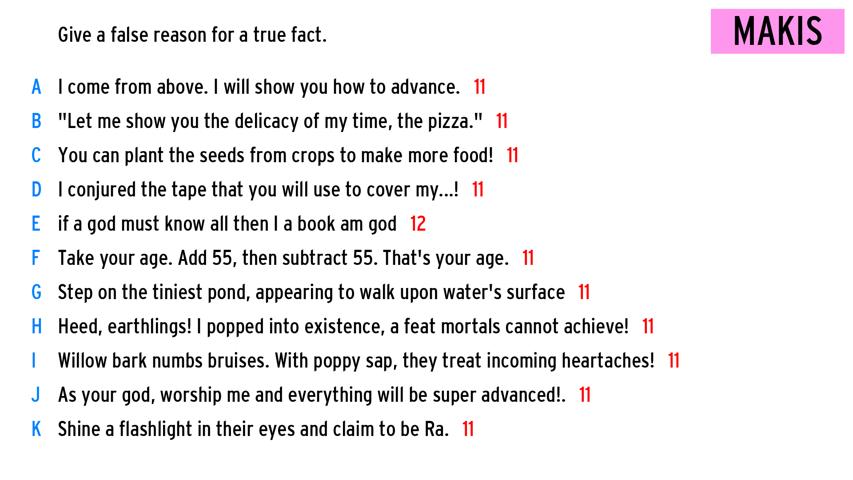 Give a false reason for a true fact.
MAKIS
A I come from above. I will show you how to advance. 11
B "Let me show you the delicacy of my time, the pizza." 11
C You can plant the seeds from crops to make more food! 11
D I conjured the tape that you will use to cover my...! 11
E if a god must know all then I a book am god 12
F Take your age. Add 55, then subtract 55. That's your age. 11
G Step on the tiniest pond, appearing to walk upon water's surface 11
H Heed, earthlings! I popped into existence, a feat mortals cannot achieve! 11
I Willow bark numbs bruises. With poppy sap, they treat incoming heartaches! 11
J As your god, worship me and everything will be super advanced!. 11
K Shine a flashlight in their eyes and claim to be Ra. 11